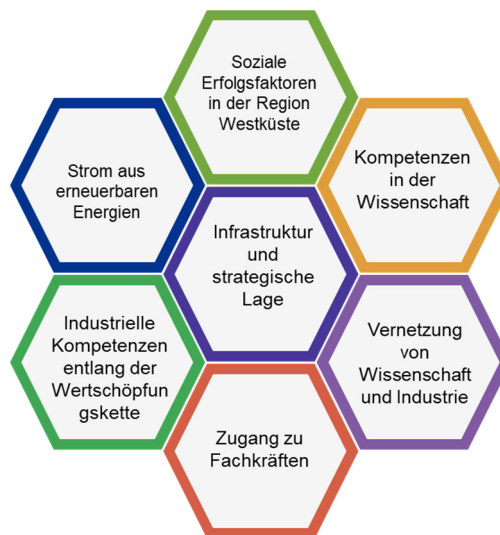 Soziale
Erfolgsfaktoren
in der Region
Westküste
Strom aus
erneuerbaren
Energien
Kompetenzen
in der
Wissenschaft
Infrastruktur
und
strategische
Lage
Industrielle
Kompetenzen
entlang der
Wertschöpfun
gskette
Vernetzung
von
Wissenschaft
und Industrie
Zugang zu
Fachkräften